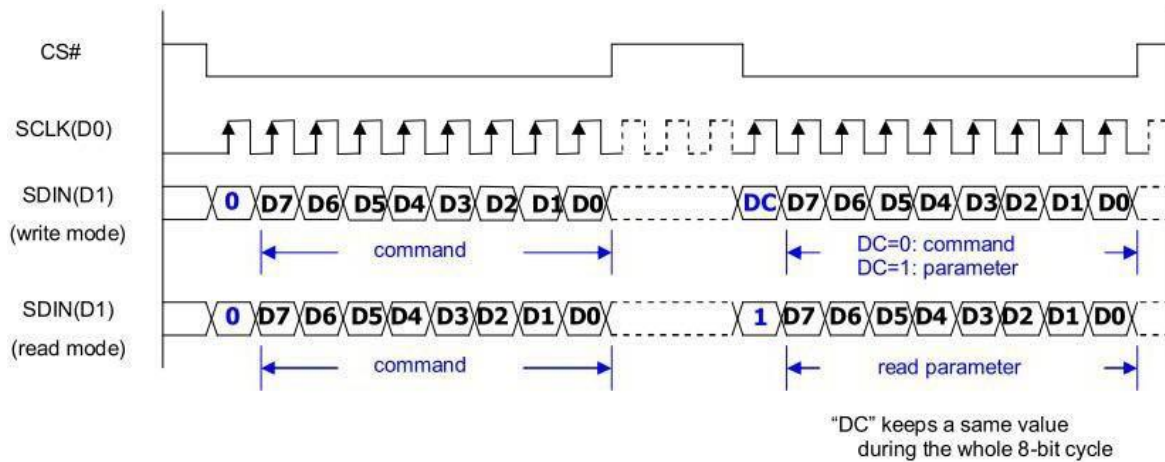 CS#
SCLK(D0)
SDIN(D1)
(write mode)
0 D7 D6 D5 D4 D3 D2 D1 D0 DC D7 D6 D5 D4 D3 D2 D1 D0
command
DC=0: command
DC=1: parameter
SDIN(D1)
(read mode)
0 D7 D6 D5 D4 D3 D2 D1 D0 1 D7 D6 D5 D4 D3 D2 D1 D0
command
read parameter
“DC” keeps a same value
during the whole 8-bit cycle